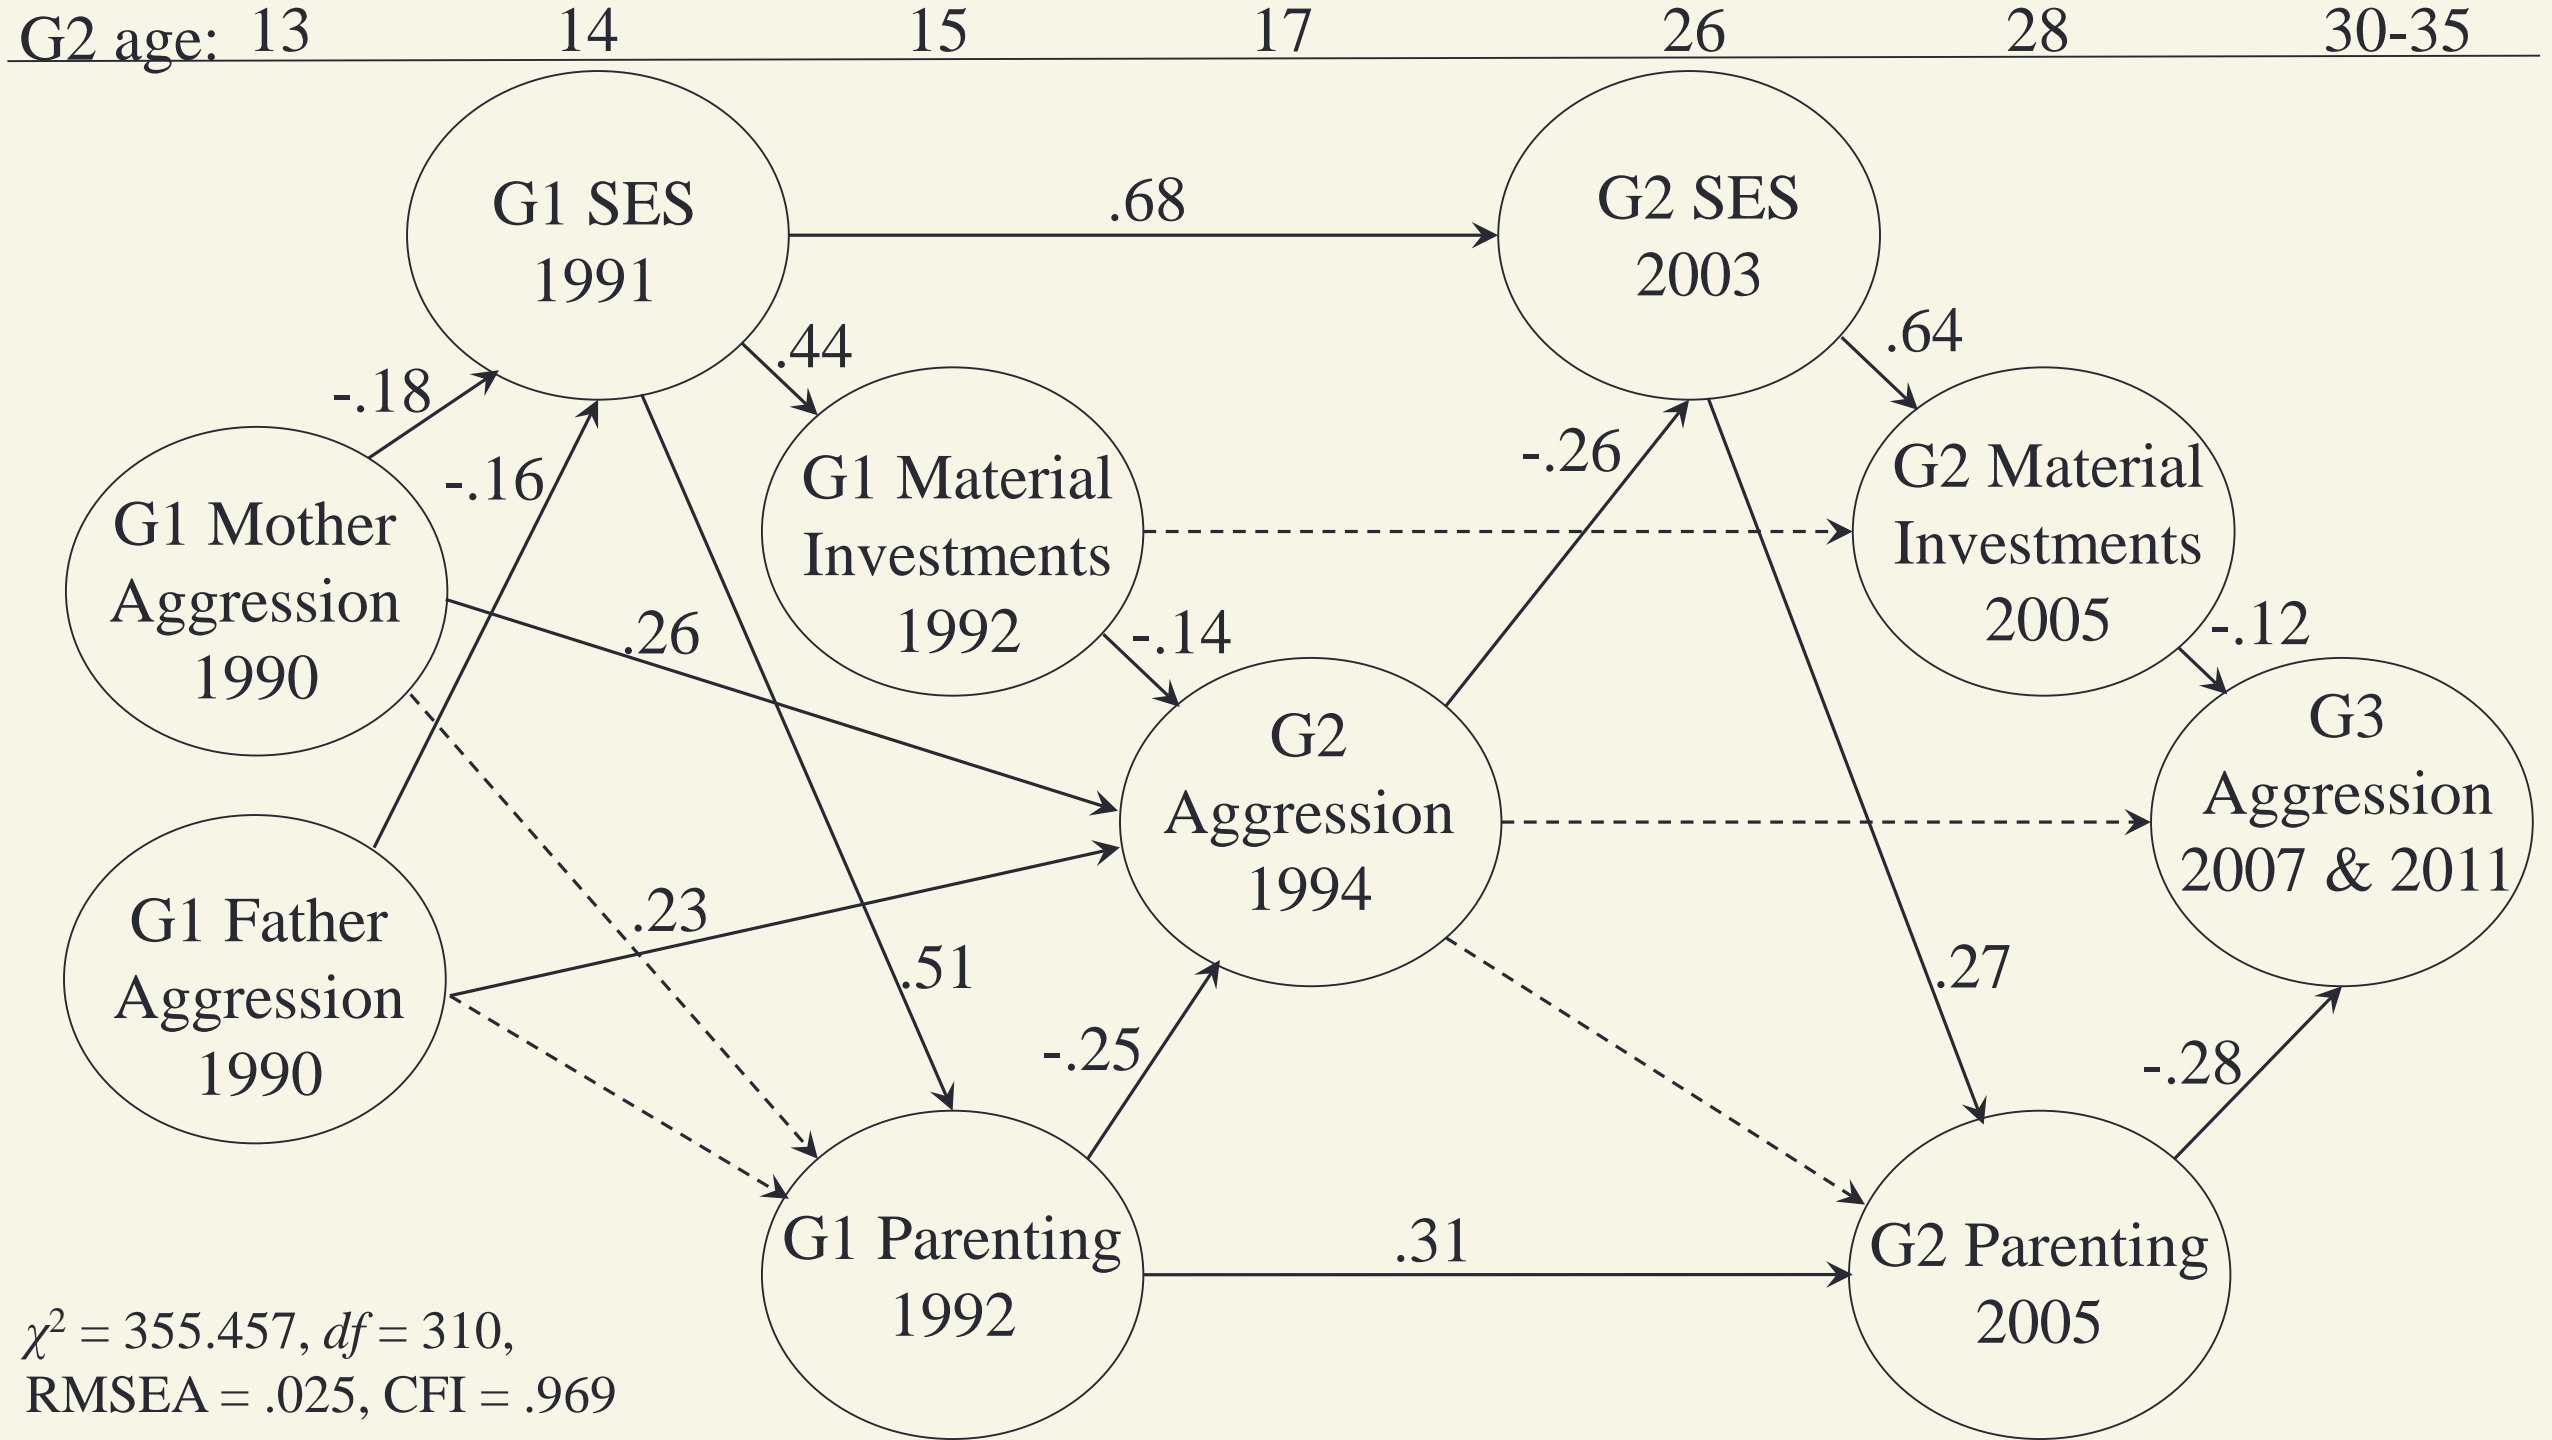 G2 age: 13 14 15 17 26 28 30-35
G1 SES
1991
.68
G2 SES
2003
-.18
.44
.64
-.16
G1 Mother
Aggression
1990
G1 Material
Investments
1992
-.26
G2 Material
Investments
2005
.26
-.14
-.12
G2
Aggression
1994
G3
Aggression
2007 & 2011
G1 Father
Aggression
1990
.23
.51
.27
-.25
-.28
G1 Parenting
1992
.31
G2 Parenting
2005
χ² = 355.457, df = 310,
RMSEA = .025, CFI = .969